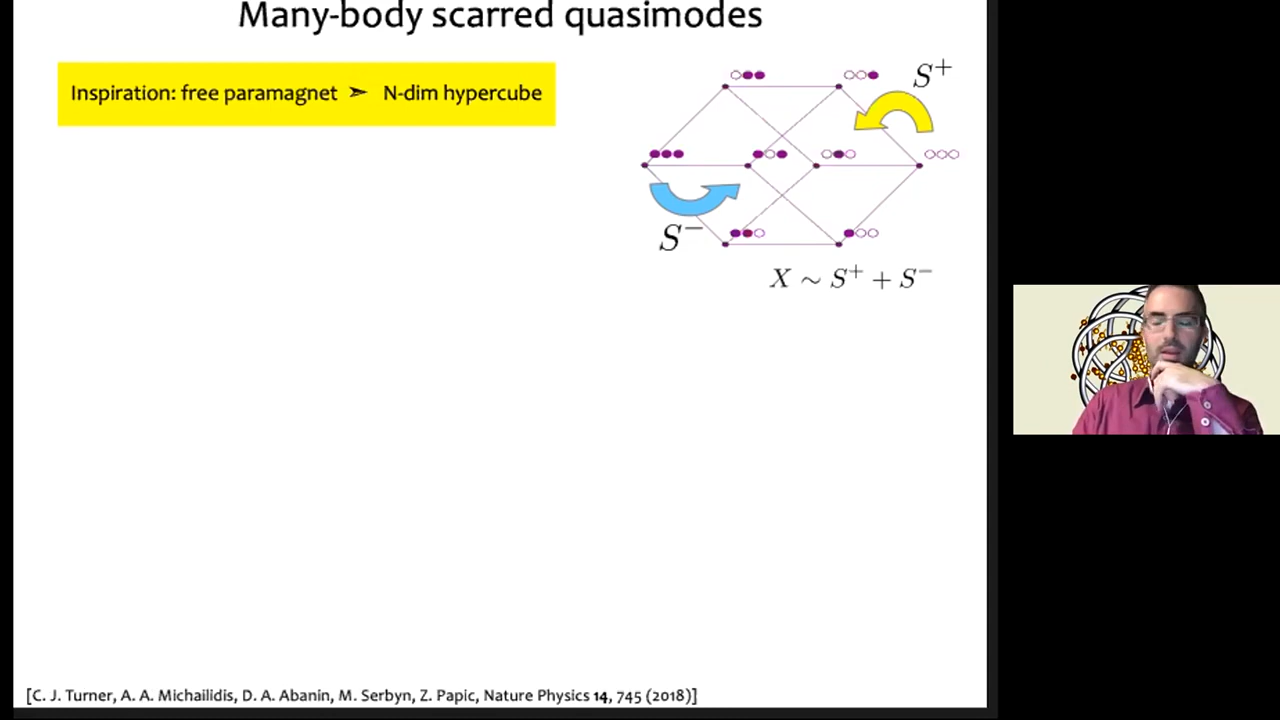 Many-body scarred quasimodes
Inspiration: free paramagnet ➣ N-dim hypercube
S⁺
S⁻
X ∼ S⁺ + S⁻
[C. J. Turner, A. A. Michailidis, D. A. Abanin, M. Serbyn, Z. Papic, Nature Physics 14, 745 (2018)]